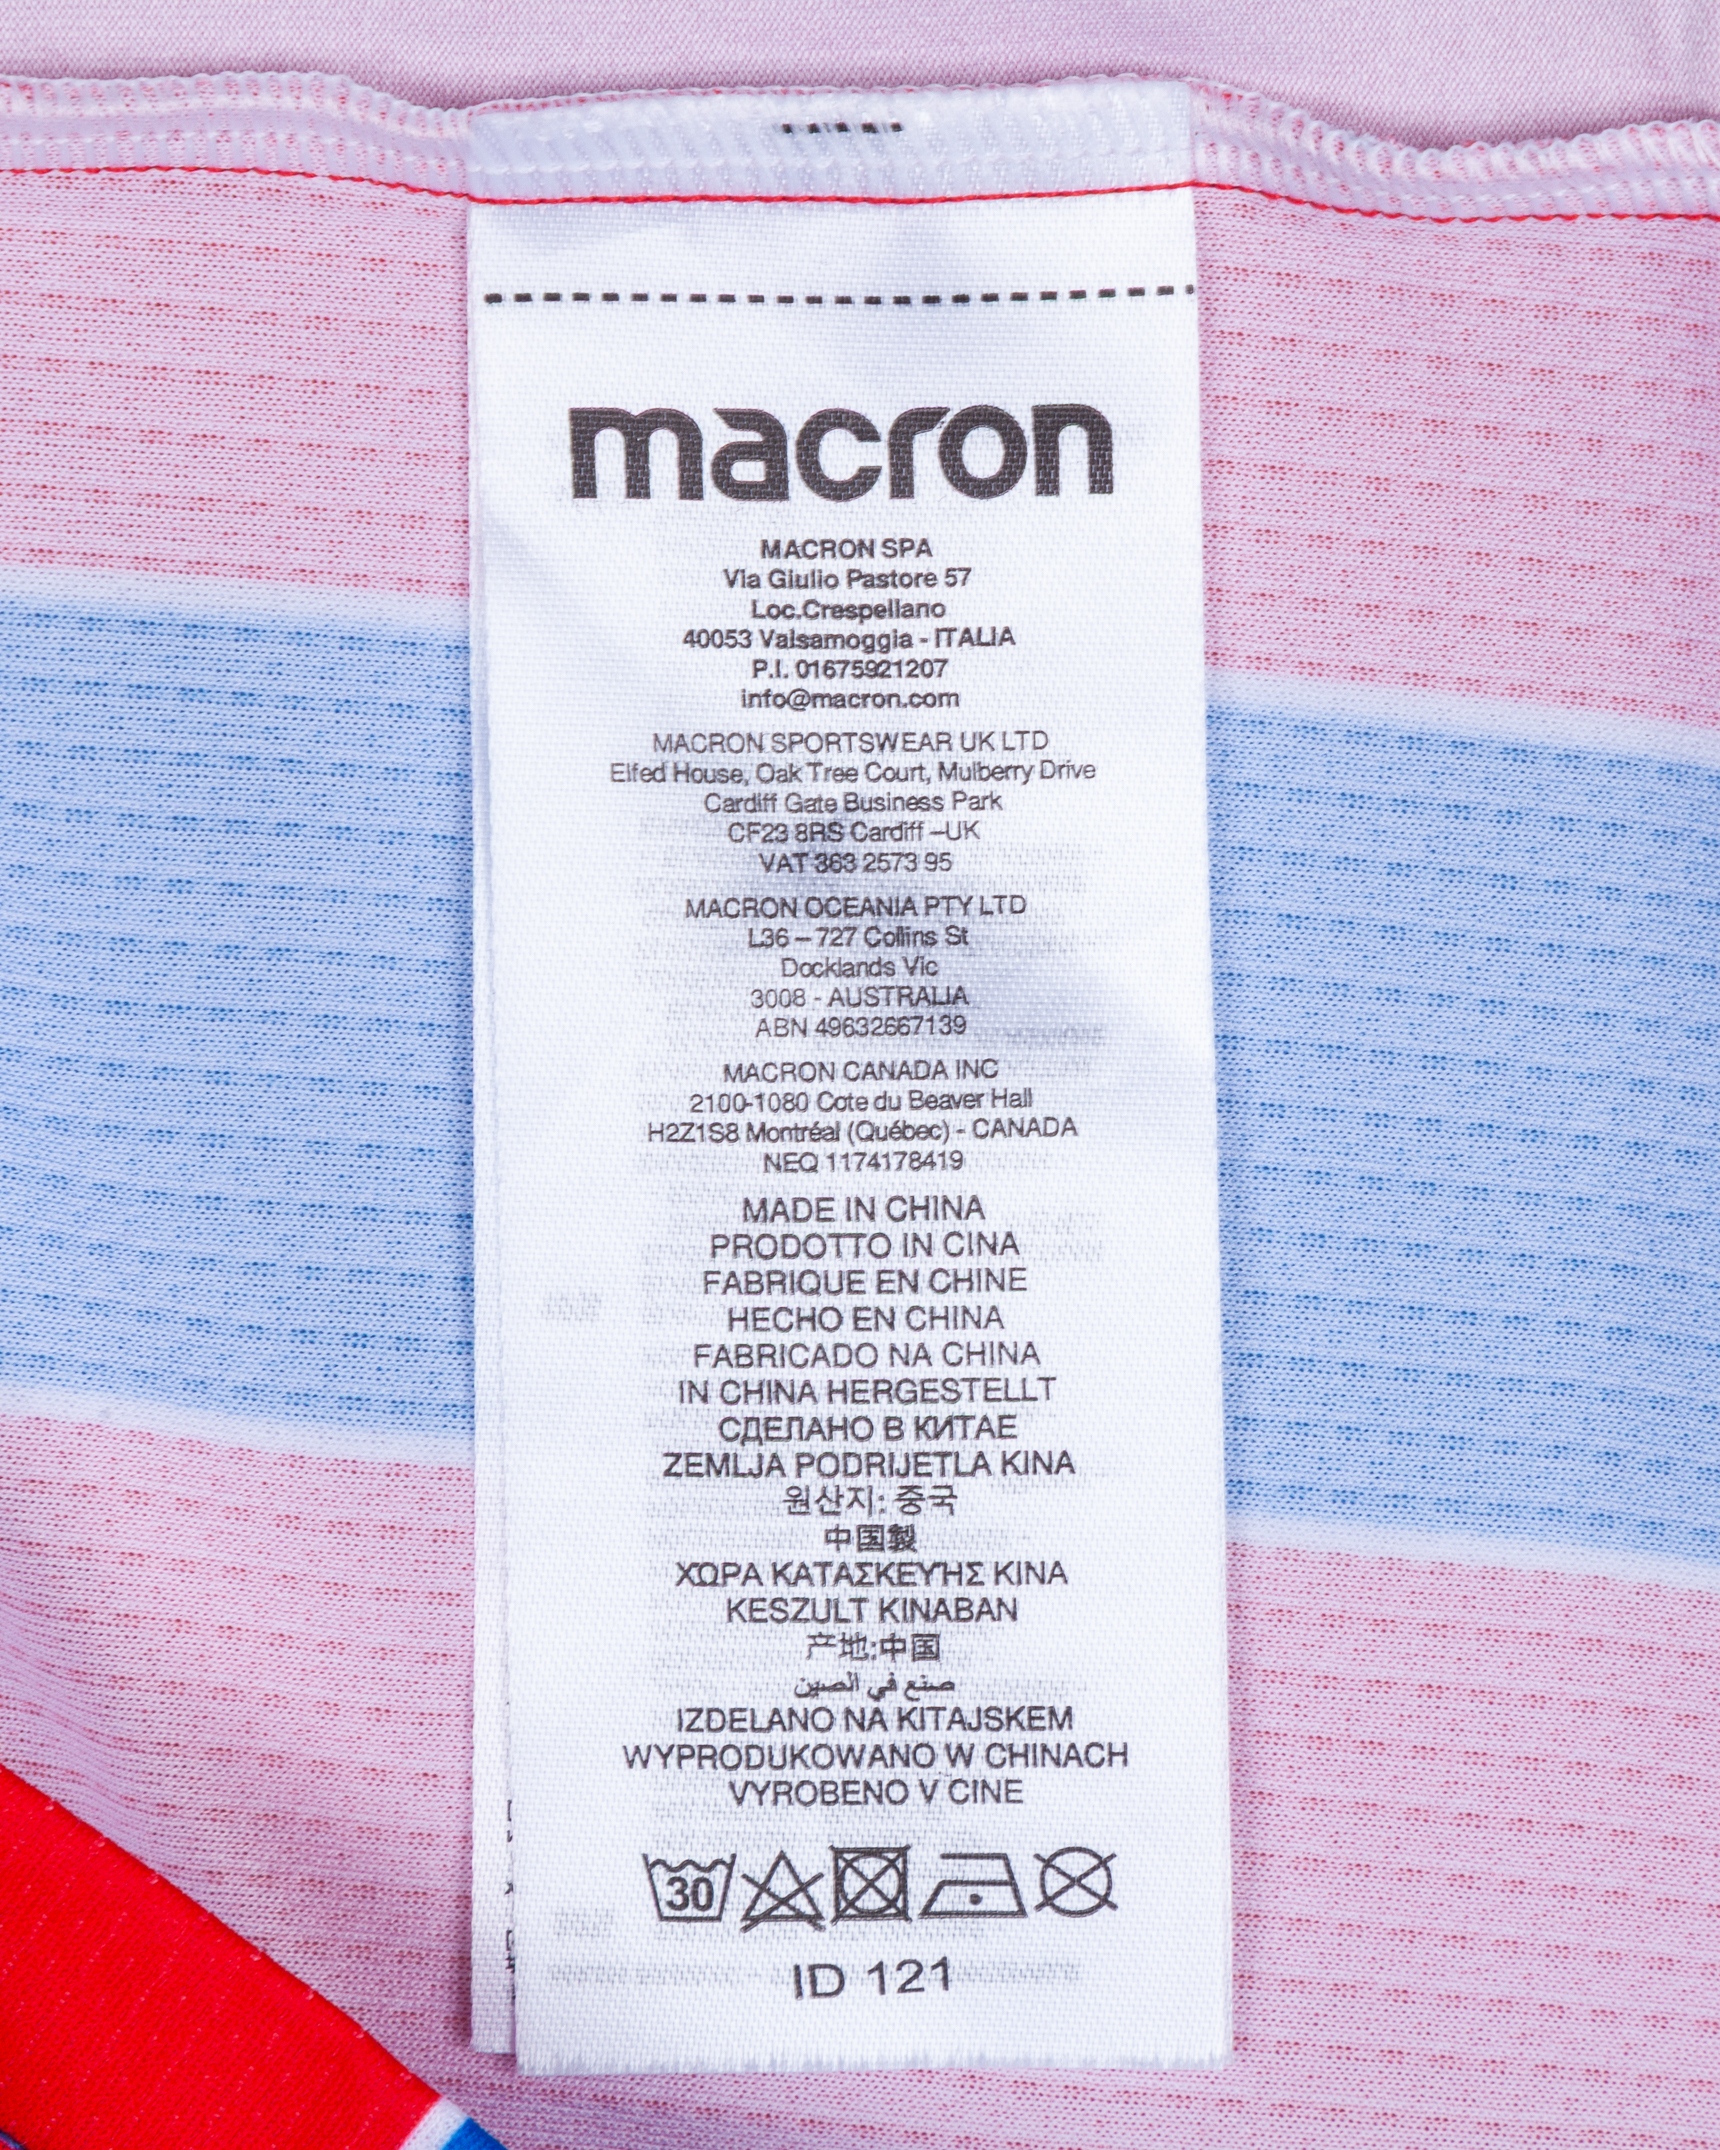 macron
MACRON SPA
Via Giulio Pastore 57
Loc.Crespellano
40053 Valsamoggia - ITALIA
P.I. 01675921207
info@macron.com
MACRON SPORTSWEAR UK LTD
Elfed House, Oak Tree Court, Mulberry Drive
Cardiff Gate Business Park
CF23 8RS Cardiff –UK
VAT 363 2573 95
MACRON OCEANIA PTY LTD
L36 – 727 Collins St
Docklands Vic
3008 - AUSTRALIA
ABN 49632667139
MACRON CANADA INC
2100-1080 Cote du Beaver Hall
H2Z1S8 Montréal (Québec) - CANADA
NEQ 1174178419
MADE IN CHINA
PRODOTTO IN CINA
FABRIQUE EN CHINE
HECHO EN CHINA
FABRICADO NA CHINA
IN CHINA HERGESTELLT
СДЕЛАНО В КИТАЕ
ZEMLJA PODRIJETLA KINA
원산지: 중국
中国製
ΧΩΡΑ ΚΑΤΑΣΚΕΥΗΣ ΚΙΝΑ
KESZULT KINABAN
产地:中国
صنع في الصين
IZDELANO NA KITAJSKEM
WYPRODUKOWANO W CHINACH
VYROBENO V CINE
30
ID 121